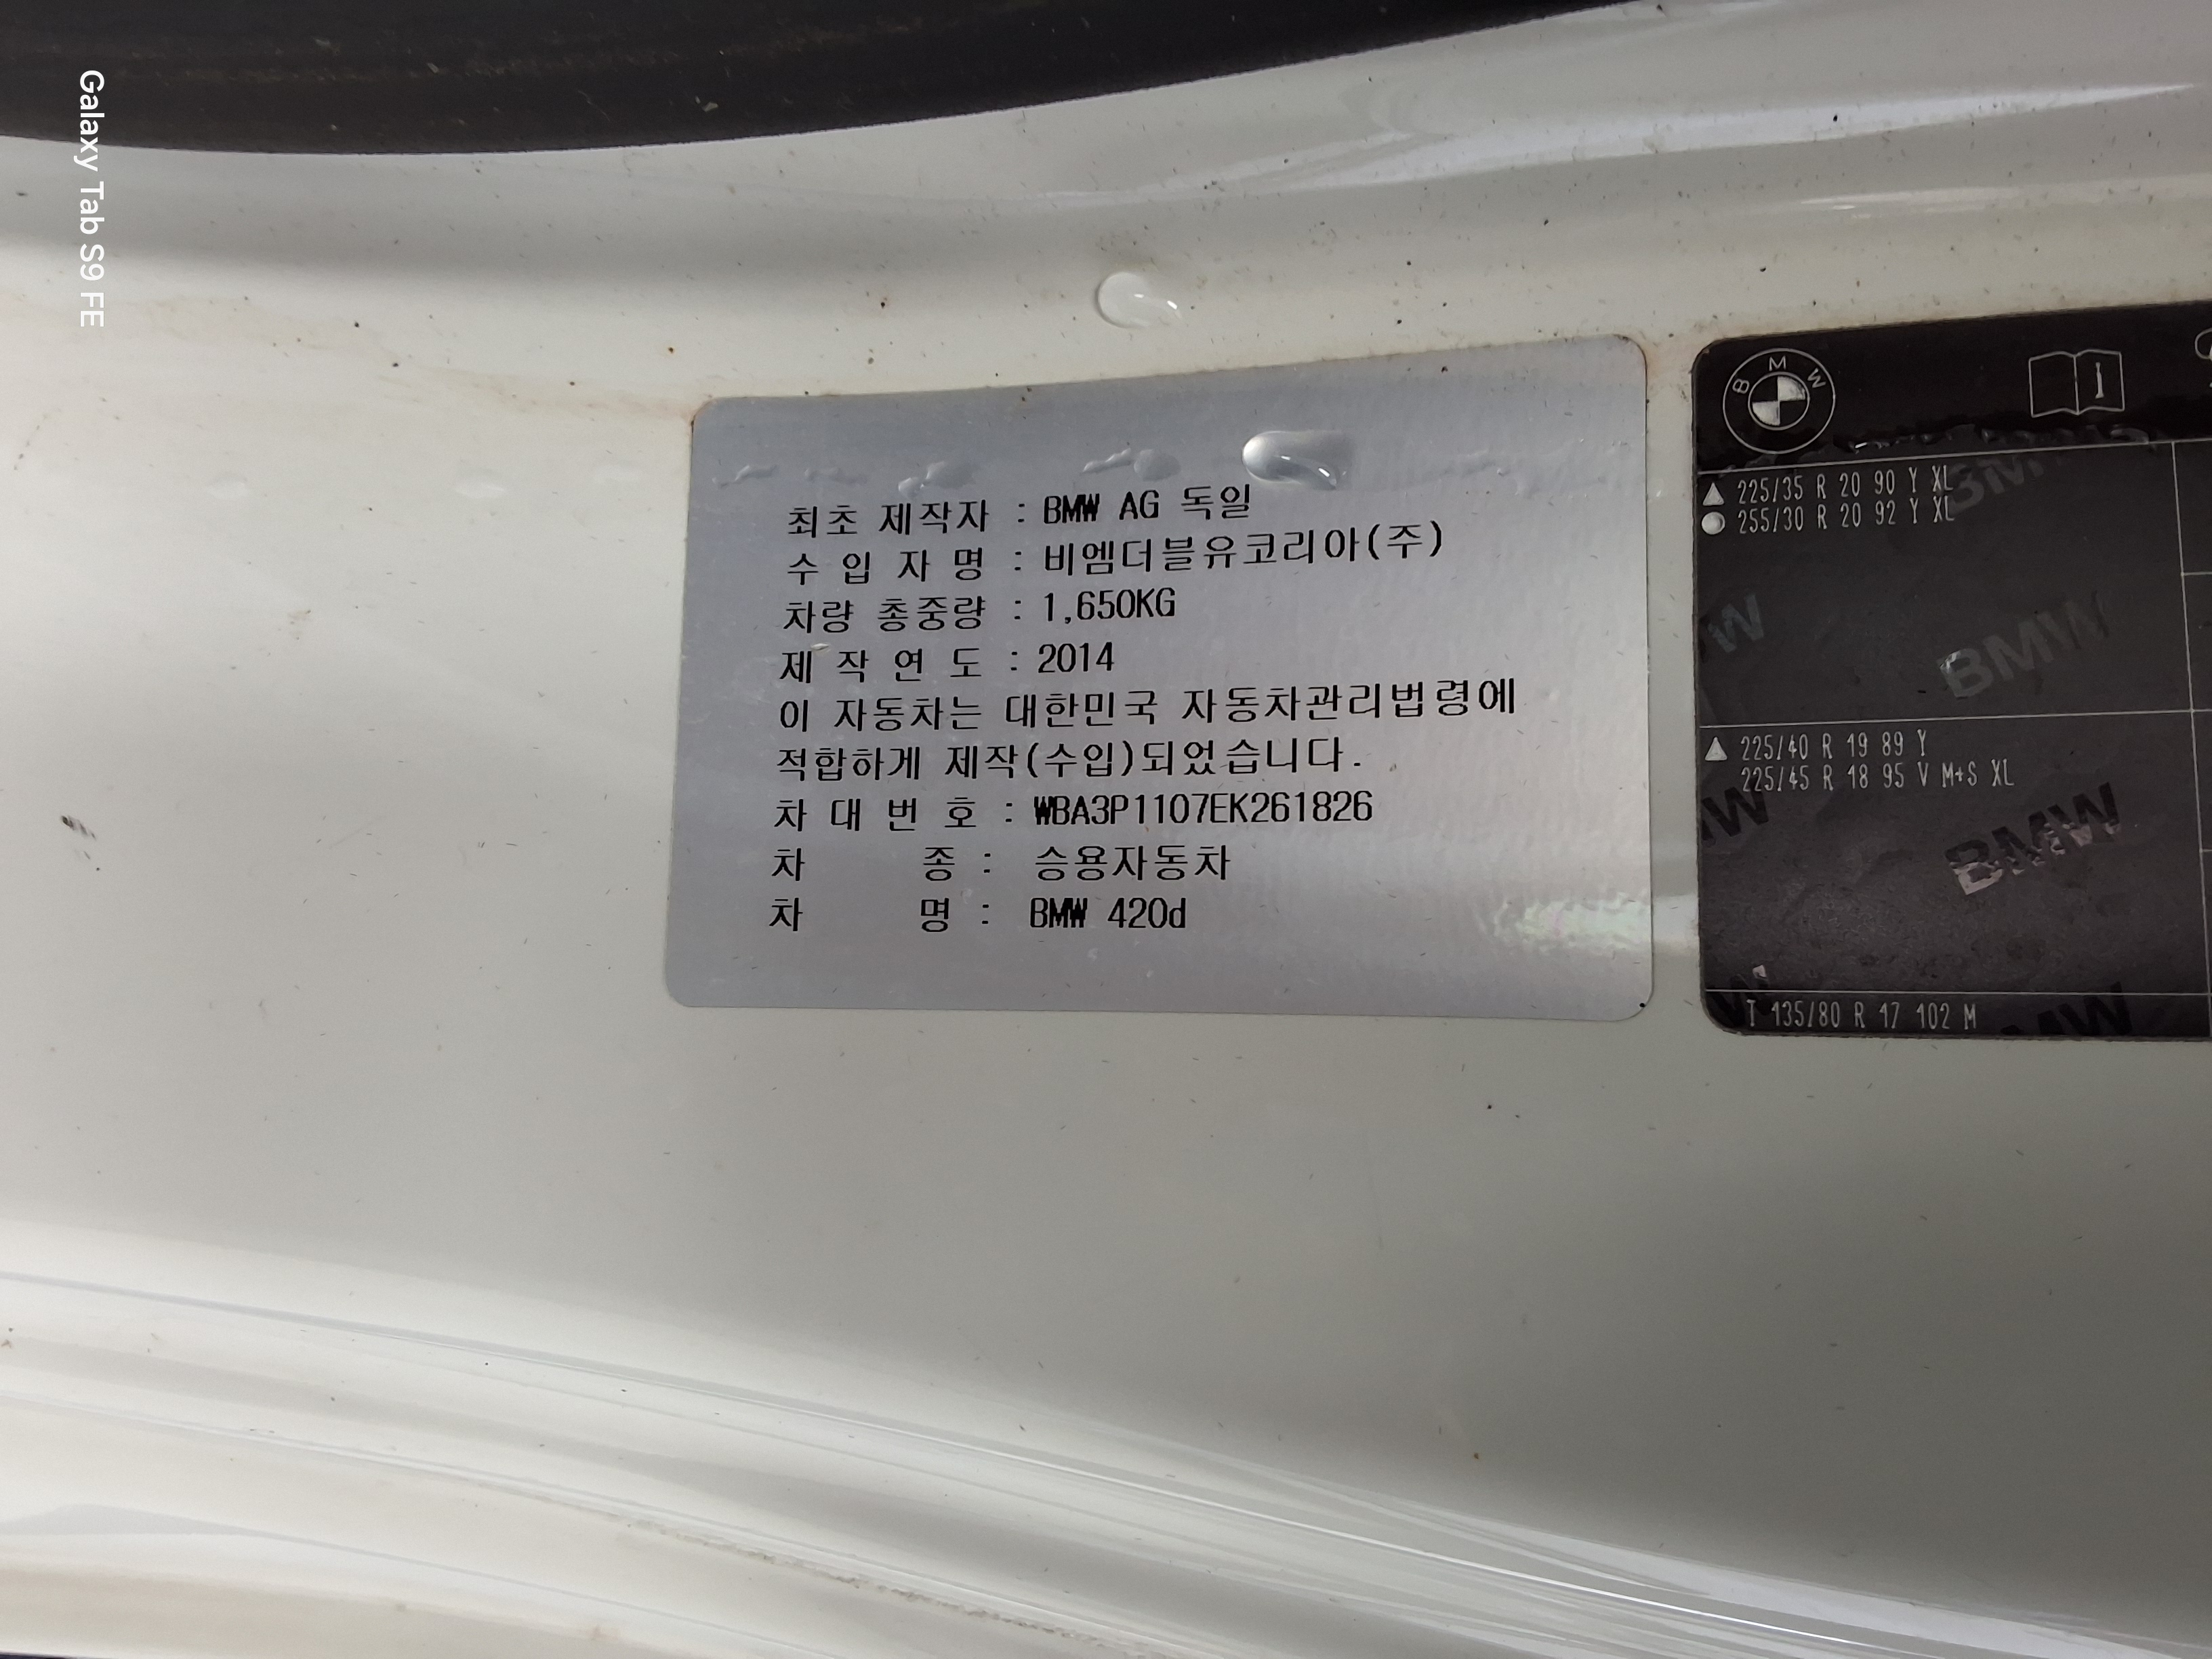 Galaxy Tab S9 FE
최초 제작자 : BMW AG 독일
수 입 자 명 : 비엠더블유코리아(주)
차량 총중량 : 1,650KG
제 작 연 도 : 2014
이 자동차는 대한민국 자동차관리법령에
적합하게 제작(수입)되었습니다.
차 대 번 호 : WBA3P1107EK261826
차 종 : 승용자동차
차 명 : BMW 420d
BMW
225/35 R 20 90 Y XL
255/30 R 20 92 Y XL
BMW
BMW
225/40 R 19 89 Y
225/45 R 18 95 V M+S XL
BMW
T 135/80 R 17 102 M